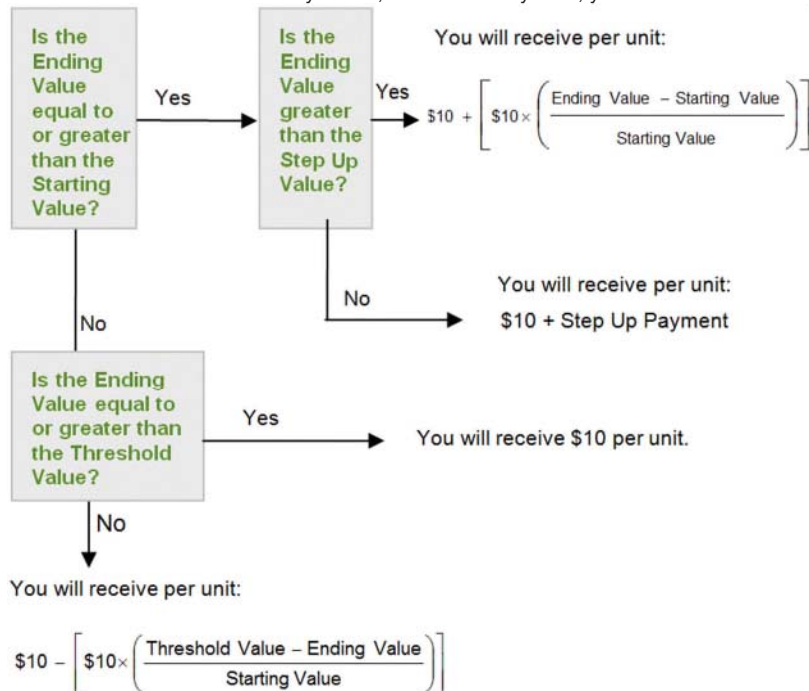 Is the
Ending
Value
equal to
or greater
than the
Starting
Value?
Yes
Is the
Ending
Value
greater
than the
Step Up
Value?
Yes
You will receive per unit:
$10 + [ $10× ( Ending Value – Starting Value
Starting Value ) ]
No
You will receive per unit:
$10 + Step Up Payment
No
Is the Ending
Value equal to
or greater than
the Threshold
Value?
Yes
You will receive $10 per unit.
No
You will receive per unit:
$10 – [ $10× ( Threshold Value – Ending Value
Starting Value ) ]